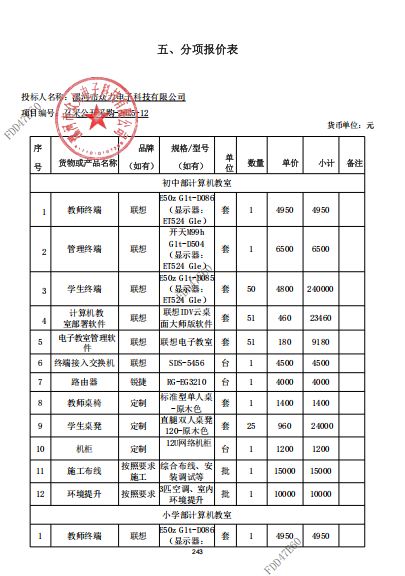 五、分项报价表
投标人名称：漯河市众力电子科技有限公司
项目编号：
货币单位：元
序号 货物或产品名称 品牌（如有） 规格/型号（如有） 单位 数量 单价 小计 备注
初中部计算机教室
1 教师终端 联想 E50z G1t-D086（显示器：ET524 G1e） 套 1 4950 4950
2 管理终端 联想 开天M99h G1t-D504（显示器：ET524 G1e） 套 1 6500 6500
3 学生终端 联想 E50z G1t-D085（显示器：ET524 G1e） 套 50 4800 240000
4 计算机教室部署软件 联想 联想IDV云桌面大师版软件 套 51 460 23460
5 电子教室管理软件 联想 联想电子教室 套 51 180 9180
6 终端接入交换机 联想 SDS-5456 台 1 4500 4500
7 路由器 锐捷 RG-EG3210 台 1 4000 4000
8 教师桌椅 定制 标准型单人桌-原木色 套 1 1400 1400
9 学生桌凳 定制 直腿双人桌凳120-原木色 套 25 960 24000
10 机柜 定制 12U网络机柜 台 1 1200 1200
11 施工布线 按照要求施工 综合布线、安装调试等 批 1 15000 15000
12 环境提升 按照要求 3匹空调、室内环境提升 批 1 10000 10000
小学部计算机教室
1 教师终端 联想 E50z G1t-D086（显示器： 套 1 4950 4950
243
FDD47E60
FDD47E60